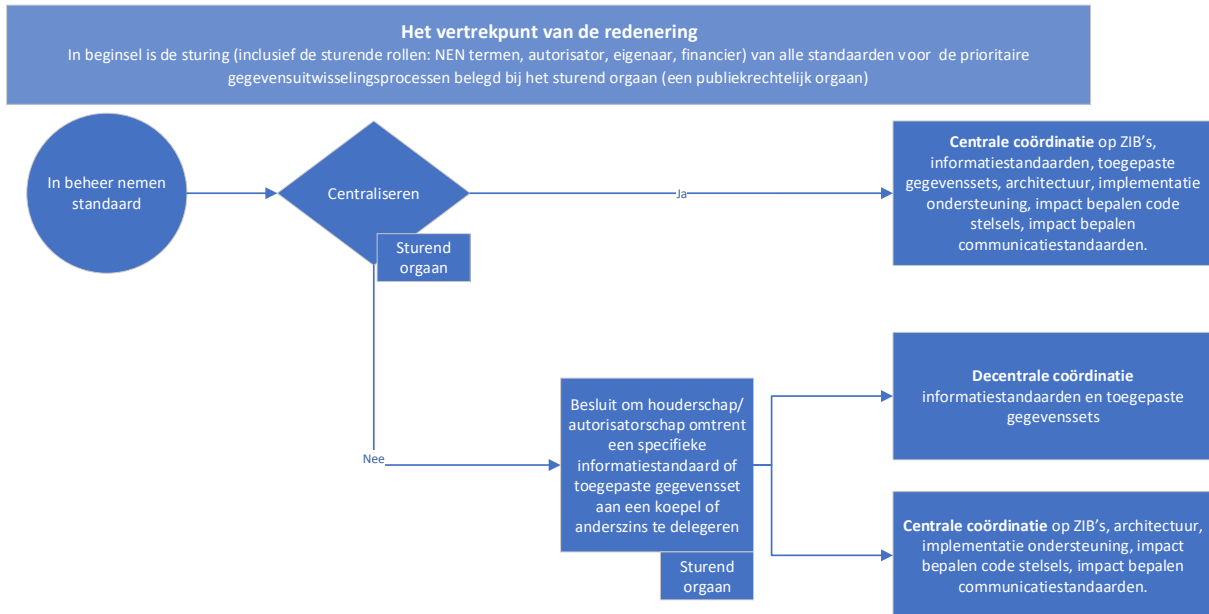 Het vertrekpunt van de redenering
In beginsel is de sturing (inclusief de sturende rollen: NEN termen, autorisator, eigenaar, financier) van alle standaarden voor de prioritaire
gegevensuitwisselingsprocessen belegd bij het sturend orgaan (een publiekrechtelijk orgaan)
In beheer nemen
standaard
Centraliseren
Sturend
orgaan
Ja
Centrale coördinatie op ZIB's,
informatiestandaarden, toegepaste
gegevenssets, architectuur, implementatie
ondersteuning, impact bepalen code
stelsels, impact bepalen
communicatiestandaarden.
Nee
Besluit om houderschap/
autorisatorschap omtrent
een specifieke
informatiestandaard of
toegepaste gegevensset
aan een koepel of
anderszins te delegeren
Sturend
orgaan
Decentrale coördinatie
informatiestandaarden en toegepaste
gegevenssets
Centrale coördinatie op ZIB's, architectuur,
implementatie ondersteuning, impact
bepalen code stelsels, impact bepalen
communicatiestandaarden.